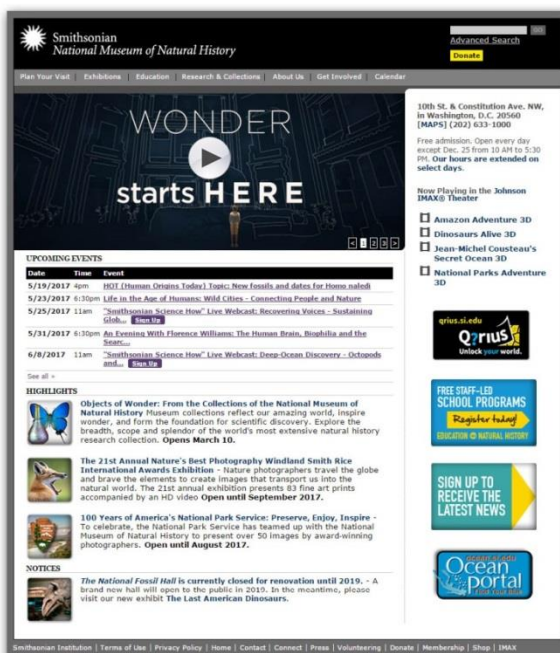 Smithsonian
National Museum of Natural History
GO
Advanced Search
Donate
Plan Your Visit | Exhibitions | Education | Research & Collections | About Us | Get Involved | Calendar
WONDER
starts HERE
< 1 2 3 >
10th St. & Constitution Ave. NW,
in Washington, D.C. 20560
[MAPS] (202) 633-1000
Free admission. Open every day
except Dec. 25 from 10 AM to 5:30
PM. Our hours are extended on
select days.
Now Playing in the Johnson
IMAX® Theater
Amazon Adventure 3D
Dinosaurs Alive 3D
Jean-Michel Cousteau's
Secret Ocean 3D
National Parks Adventure
3D
UPCOMING EVENTS
Date Time Event
5/19/2017 4pm HOT (Human Origins Today) Topic: New fossils and dates for Homo naledi
5/23/2017 6:30pm Life in the Age of Humans: Wild Cities - Connecting People and Nature
5/25/2017 11am "Smithsonian Science How" Live Webcast: Recovering Voices - Sustaining
Glob... Sign Up
5/31/2017 6:30pm An Evening With Florence Williams: The Human Brain, Biophilia and the
Searc...
6/8/2017 11am "Smithsonian Science How" Live Webcast: Deep-Ocean Discovery - Octopods
and... Sign Up
See all »
HIGHLIGHTS
Objects of Wonder: From the Collections of the National Museum of
Natural History Museum collections reflect our amazing world, inspire
wonder, and form the foundation for scientific discovery. Explore the
breadth, scope and splendor of the world's most extensive natural history
research collection. Opens March 10.
The 21st Annual Nature's Best Photography Windland Smith Rice
International Awards Exhibition - Nature photographers travel the globe
and brave the elements to create images that transport us into the
natural world. The 21st annual exhibition presents 83 fine art prints
accompanied by an HD video Open until September 2017.
100 Years of America's National Park Service: Preserve, Enjoy, Inspire -
To celebrate, the National Park Service has teamed up with the National
Museum of Natural History to present over 50 images by award-winning
photographers. Open until August 2017.
NOTICES
The National Fossil Hall is currently closed for renovation until 2019. - A
brand new hall will open to the public in 2019. In the meantime, please
visit our new exhibit The Last American Dinosaurs.
qrius.si.edu
Q?rius
Unlock your world.
FREE STAFF-LED
SCHOOL PROGRAMS
Register today!
EDUCATION @ NATURAL HISTORY
SIGN UP TO
RECEIVE THE
LATEST NEWS
ocean.si.edu
Ocean
portal
Find Your Blue
Smithsonian Institution | Terms of Use | Privacy Policy | Home | Contact | Connect | Press | Volunteering | Donate | Membership | Shop | IMAX